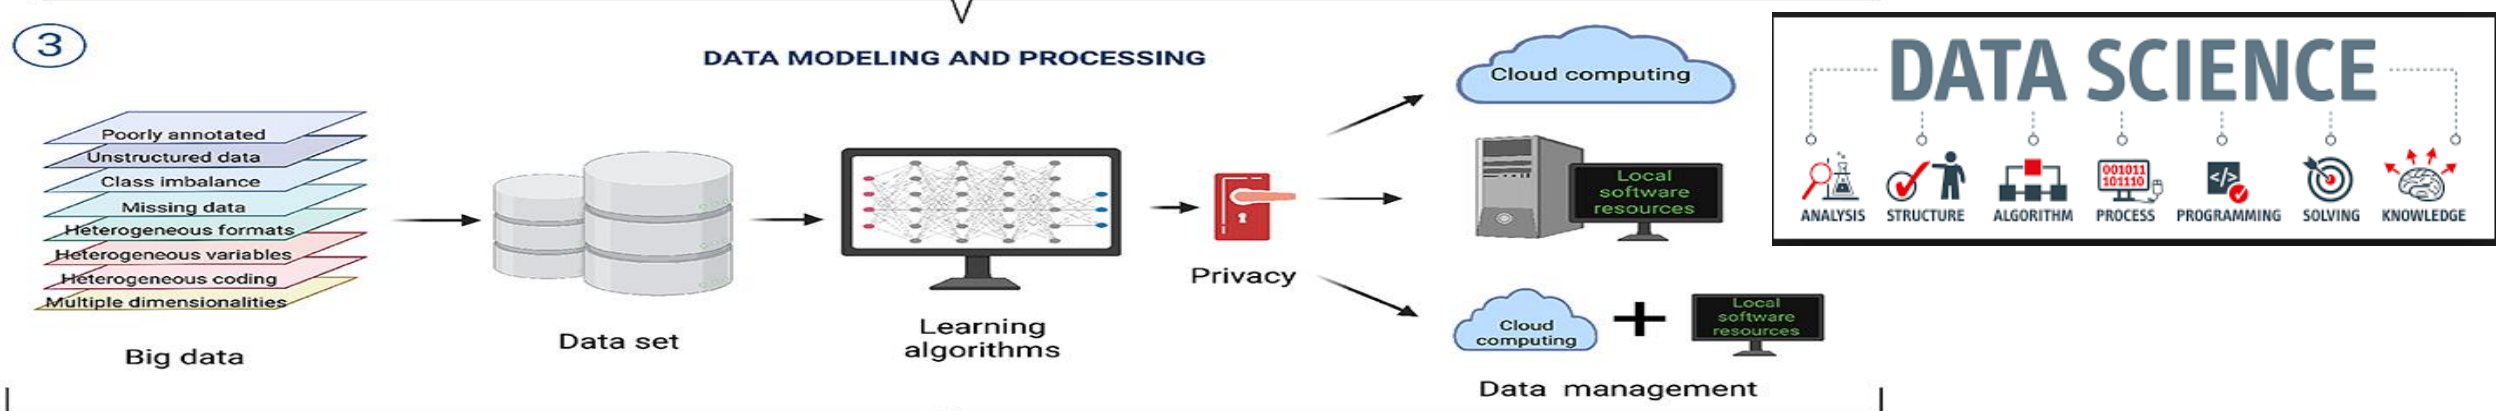 3
DATA MODELING AND PROCESSING
Poorly annotated
Unstructured data
Class imbalance
Missing data
Heterogeneous formats
Heterogeneous variables
Heterogeneous coding
Multiple dimensionalities
Big data
Data set
Learning
algorithms
Privacy
Cloud computing
Local
software
resources
Cloud
computing
+
Local
software
resources
Data management
DATA SCIENCE
001011
101110
</>
ANALYSIS STRUCTURE ALGORITHM PROCESS PROGRAMMING SOLVING KNOWLEDGE